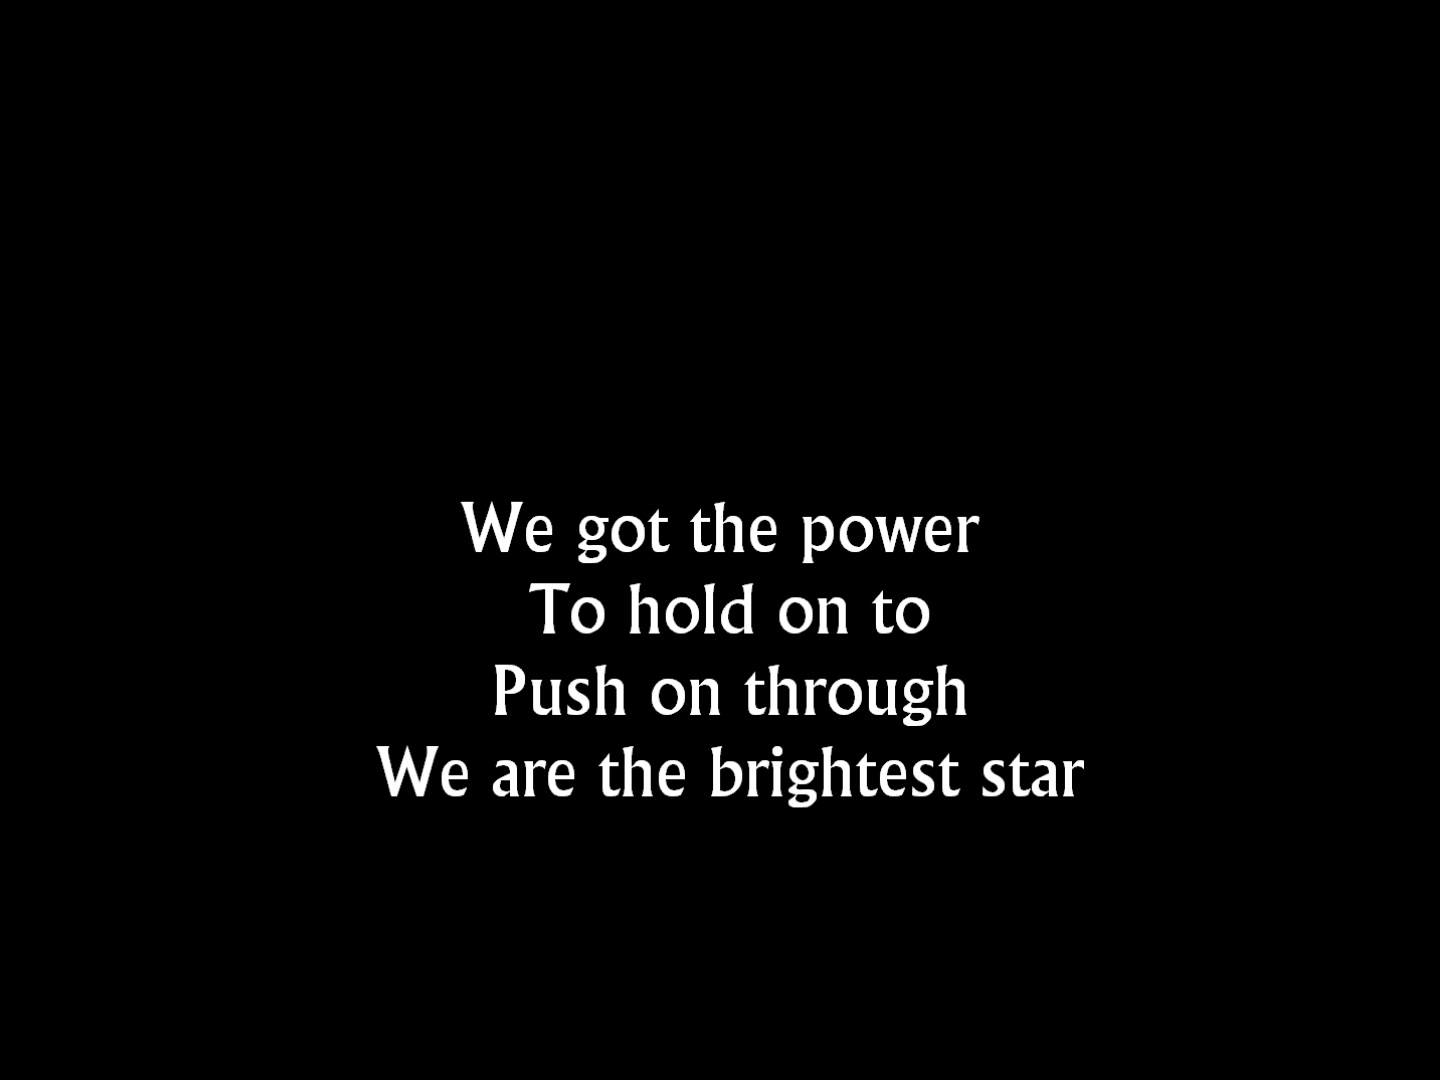 We got the power
To hold on to
Push on through
We are the brightest star